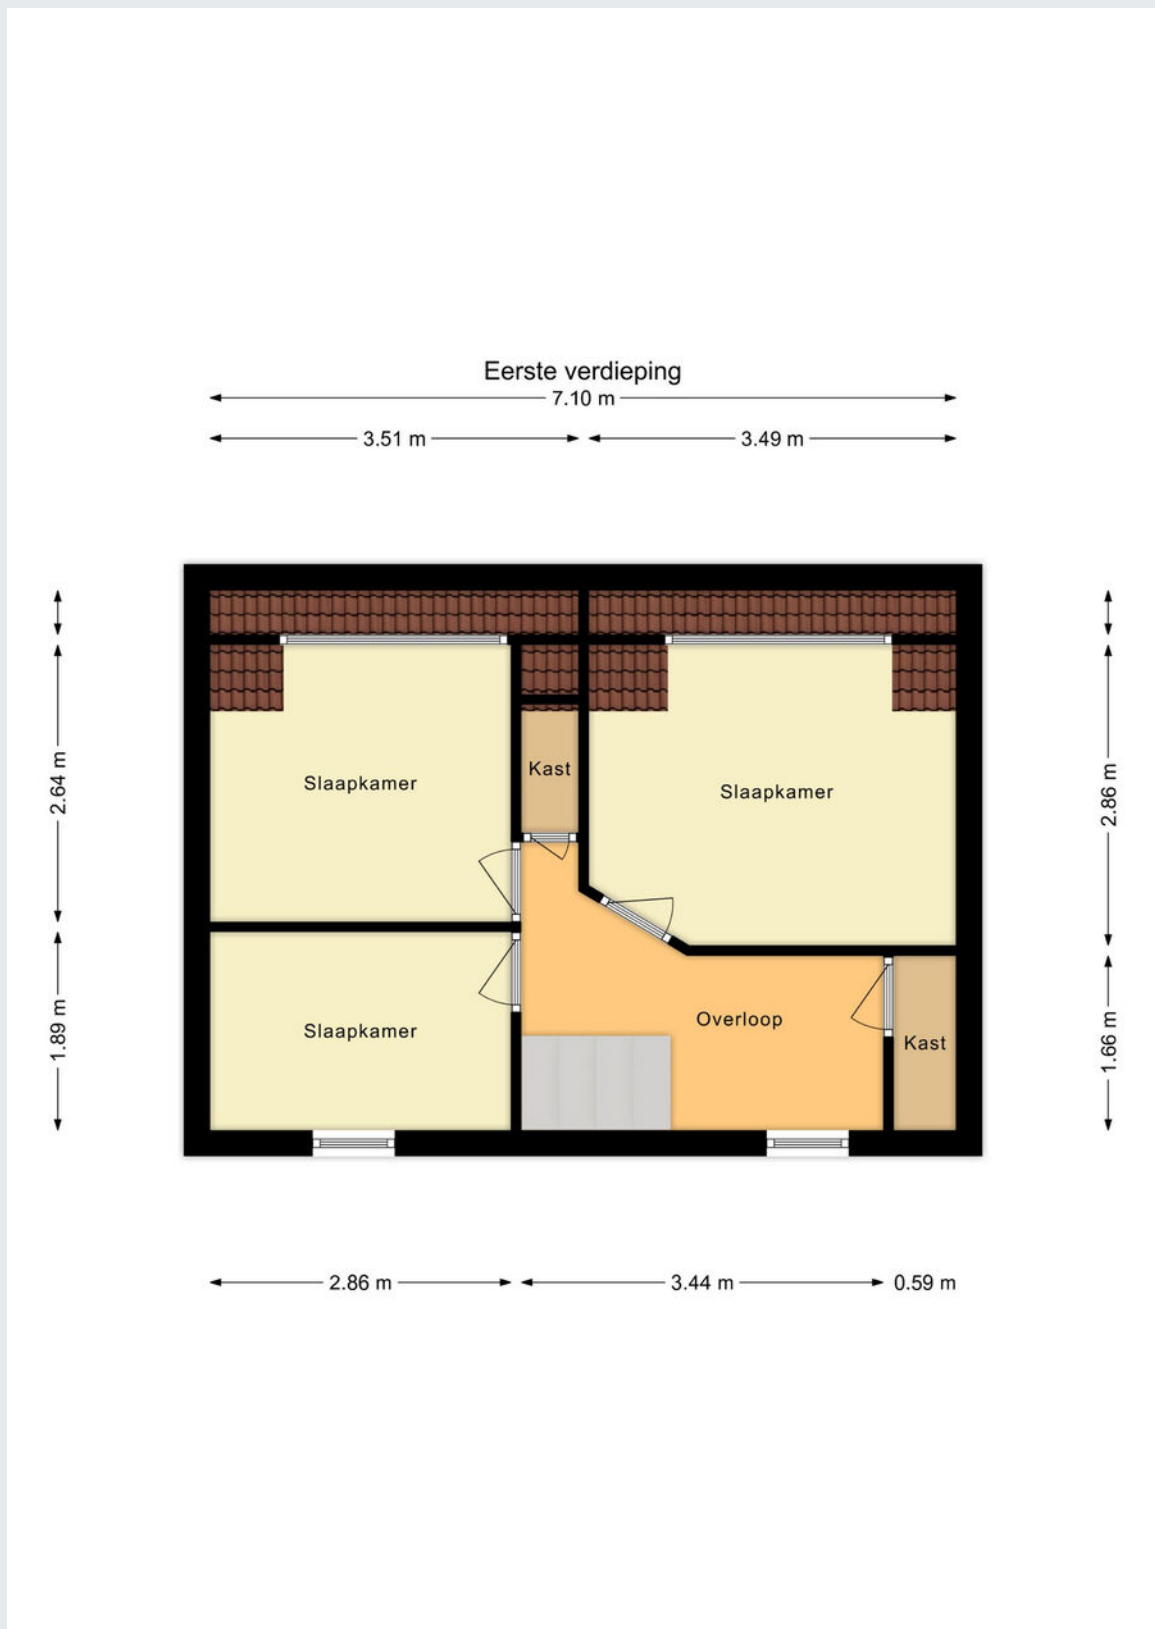 Eerste verdieping
7.10 m
3.51 m
3.49 m
2.64 m
2.86 m
Slaapkamer
Kast
Slaapkamer
1.89 m
1.66 m
Slaapkamer
Overloop
Kast
2.86 m
3.44 m
0.59 m